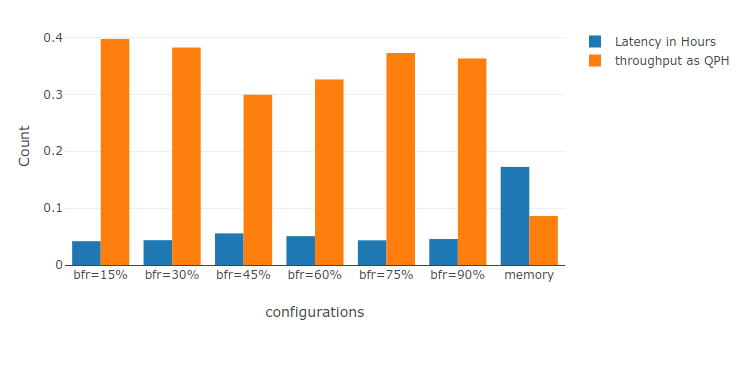 0.4
0.3
0.2
0.1
0
Count
bfr=15% bfr=30% bfr=45% bfr=60% bfr=75% bfr=90% memory
configurations
Latency in Hours
throughput as QPH